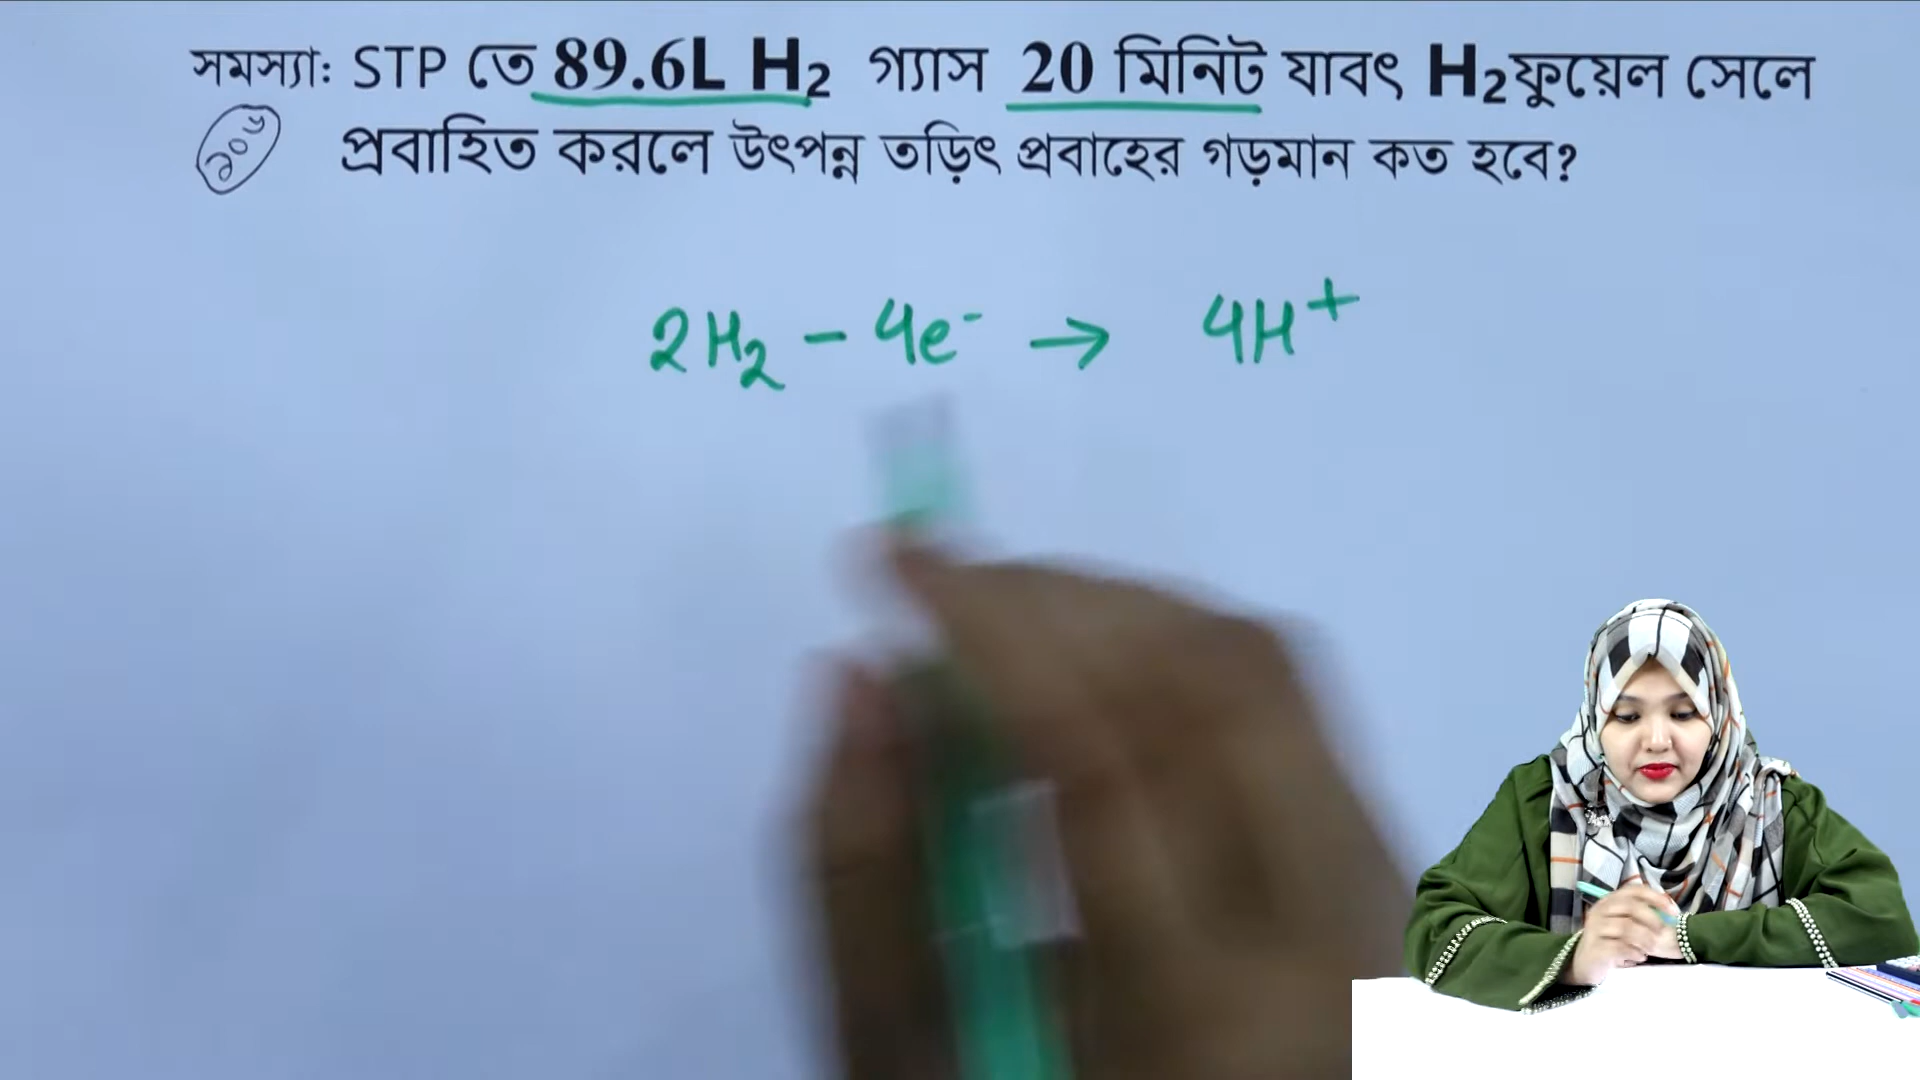 সমস্যাঃ STP তে 89.6L H₂ গ্যাস 20 মিনিট যাবৎ H₂ফুয়েল সেলে
প্রবাহিত করলে উৎপন্ন তড়িৎ প্রবাহের গড়মান কত হবে?
2H₂ - 4e⁻ → 4H⁺